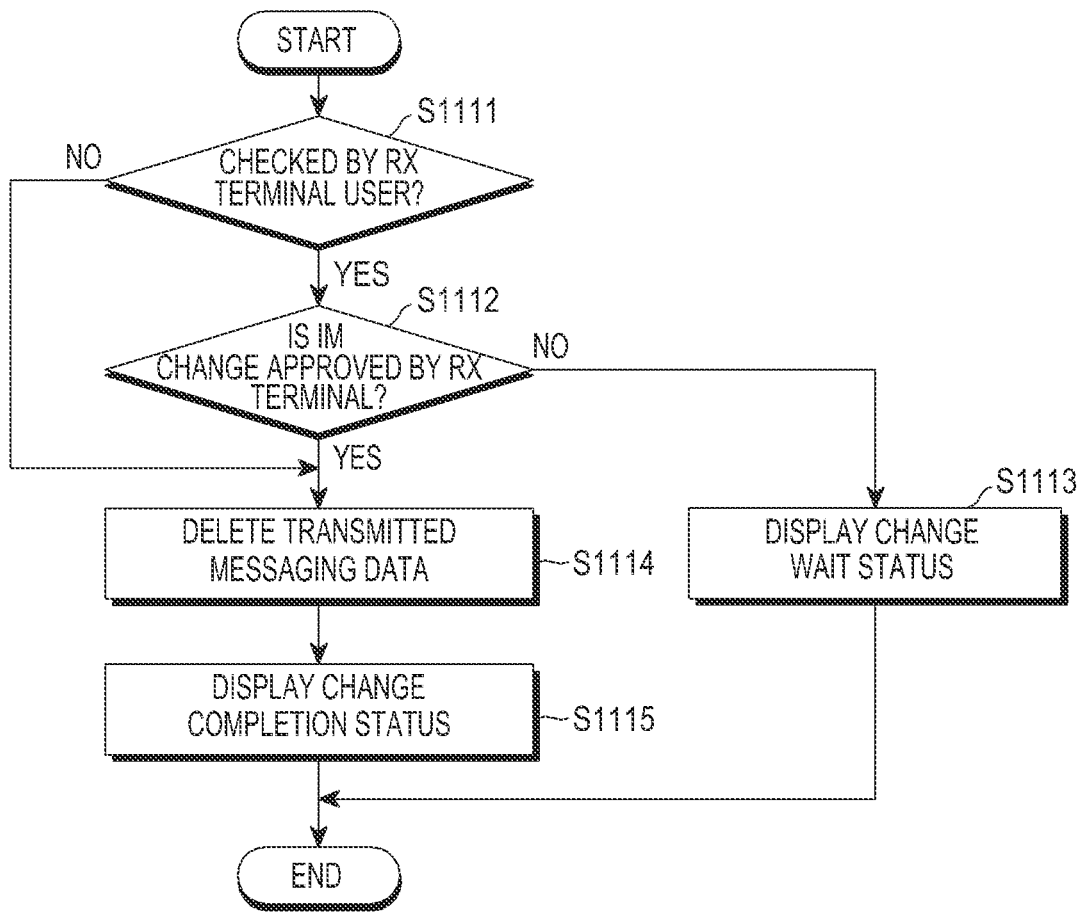 START
S1111
NO
CHECKED BY RX
TERMINAL USER?
YES
S1112
IS IM
CHANGE APPROVED BY RX
TERMINAL?
NO
YES
S1113
DELETE TRANSMITTED
MESSAGING DATA
S1114
DISPLAY CHANGE
WAIT STATUS
DISPLAY CHANGE
COMPLETION STATUS
S1115
END